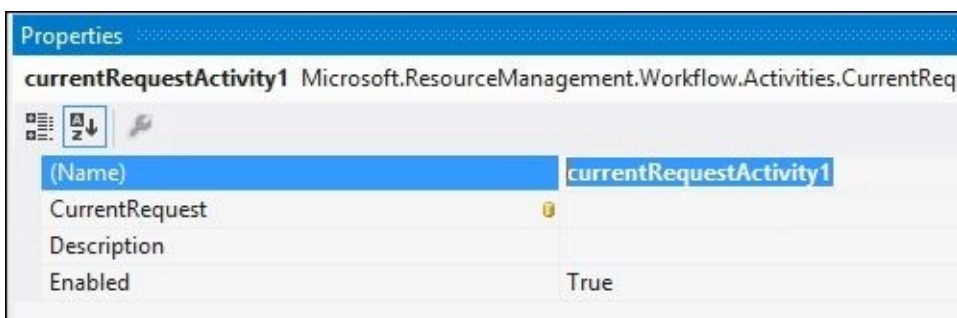 Properties
currentRequestActivity1 Microsoft.ResourceManagement.Workflow.Activities.CurrentReq
A Z
(Name) currentRequestActivity1
CurrentRequest
Description
Enabled True